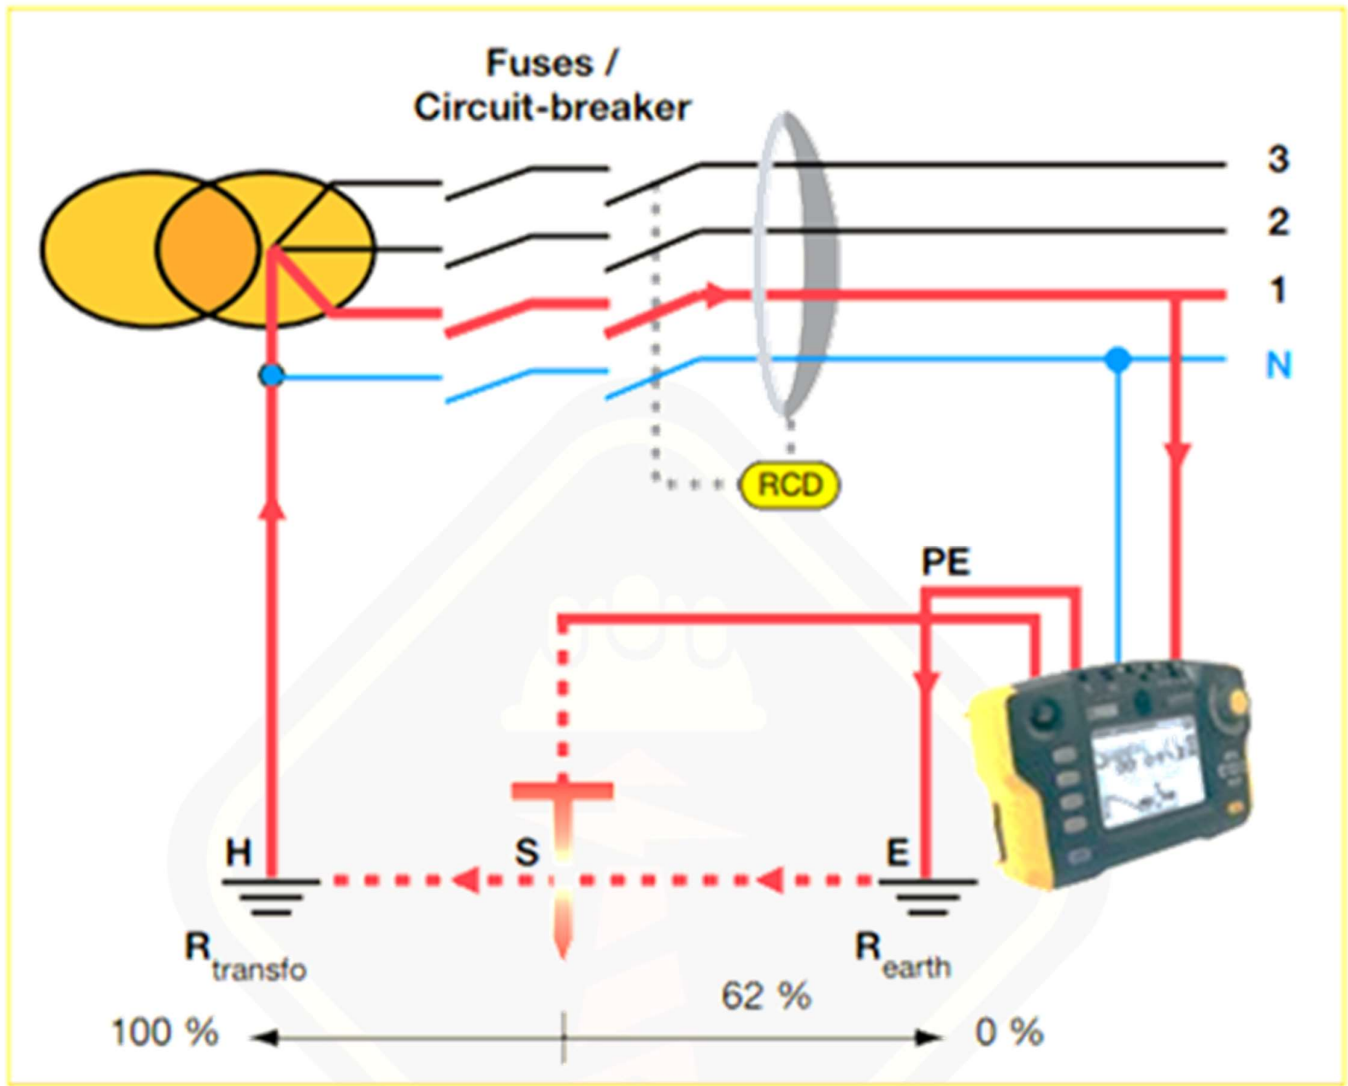 Fuses /
Circuit-breaker
3
2
1
N
RCD
PE
H
S
E
R transfo
R earth
62 %
100 %
0 %